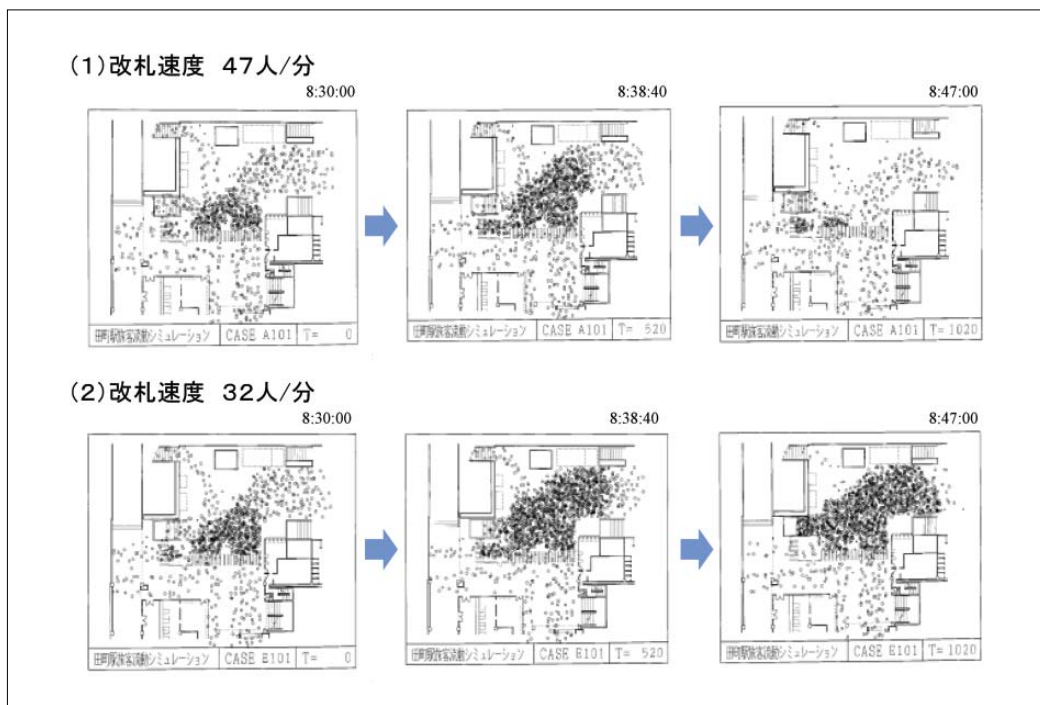 (1)改札速度 47人/分
8:30:00
8:38:40
8:47:00
田町駅旅客流動シミュレーション CASE A101 T= 0
田町駅旅客流動シミュレーション CASE A101 T= 520
田町駅旅客流動シミュレーション CASE A101 T= 1020
(2)改札速度 32人/分
8:30:00
8:38:40
8:47:00
田町駅旅客流動シミュレーション CASE E101 T= 0
田町駅旅客流動シミュレーション CASE E101 T= 520
田町駅旅客流動シミュレーション CASE E101 T= 1020